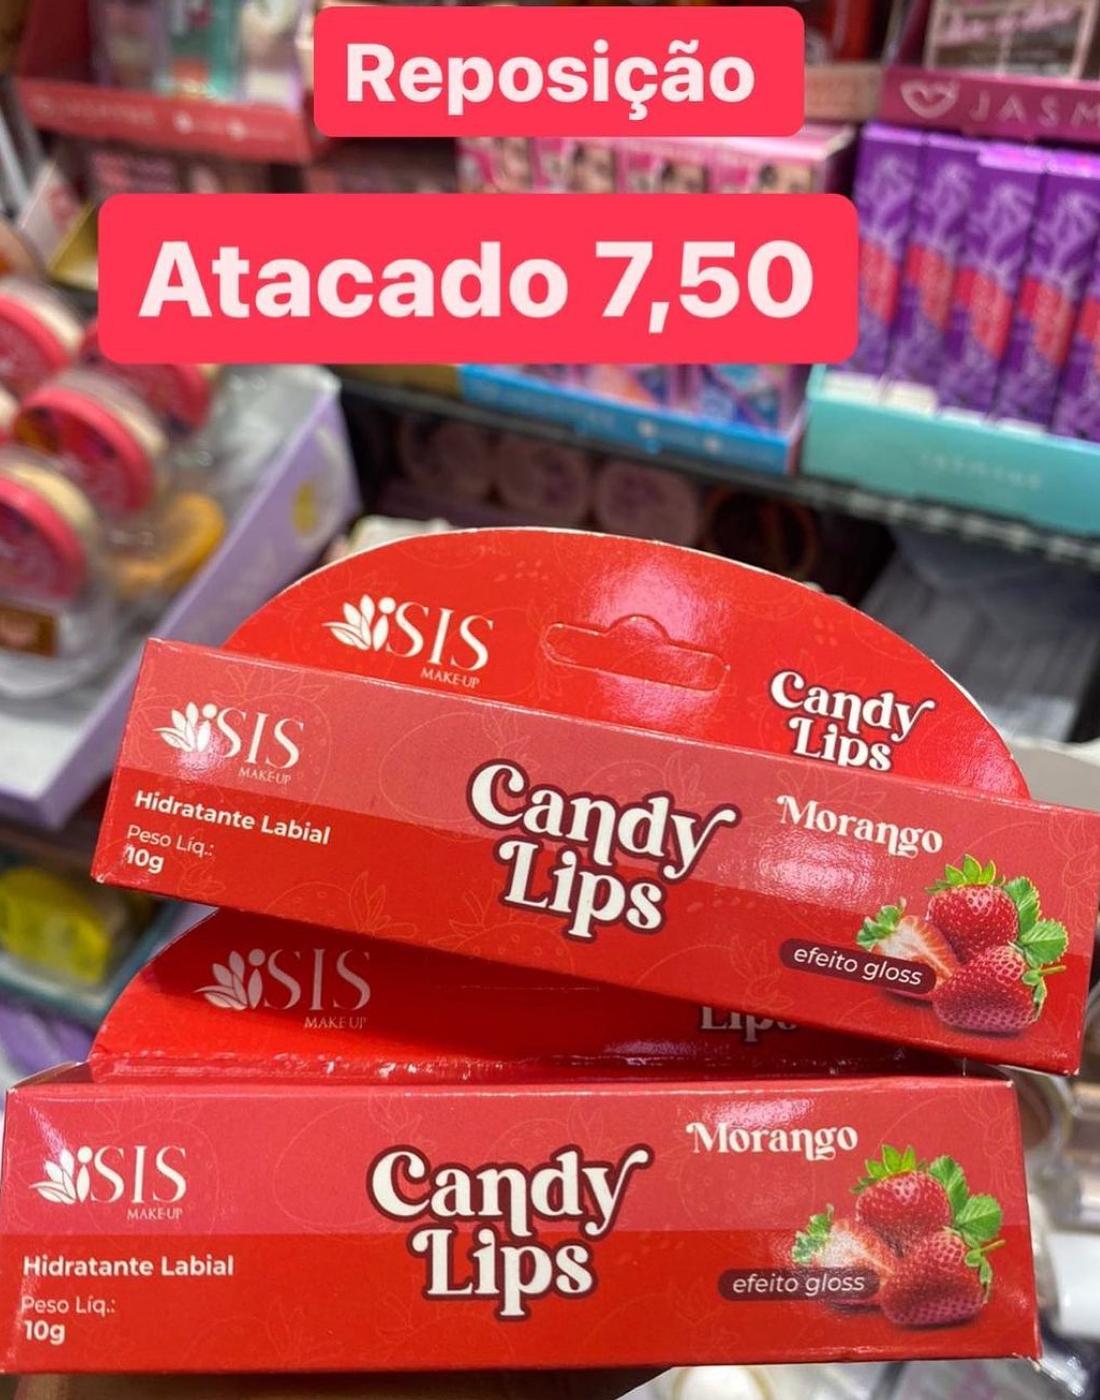 Reposição
JASM
Atacado 7,50
iSIS
MAKE-UP
Candy
Lips
iSIS
MAKE-UP
Hidratante Labial
Peso Líq.:
10g
Candy
Lips
Morango
efeito gloss
iSIS
MAKE-UP
Lips
iSIS
MAKE-UP
Hidratante Labial
Peso Líq.:
10g
Candy
Lips
Morango
efeito gloss